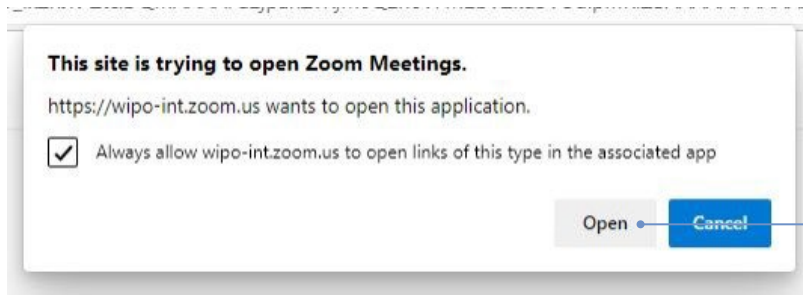 This site is trying to open Zoom Meetings.
https://wipo-int.zoom.us wants to open this application.
Always allow wipo-int.zoom.us to open links of this type in the associated app
Open Cancel